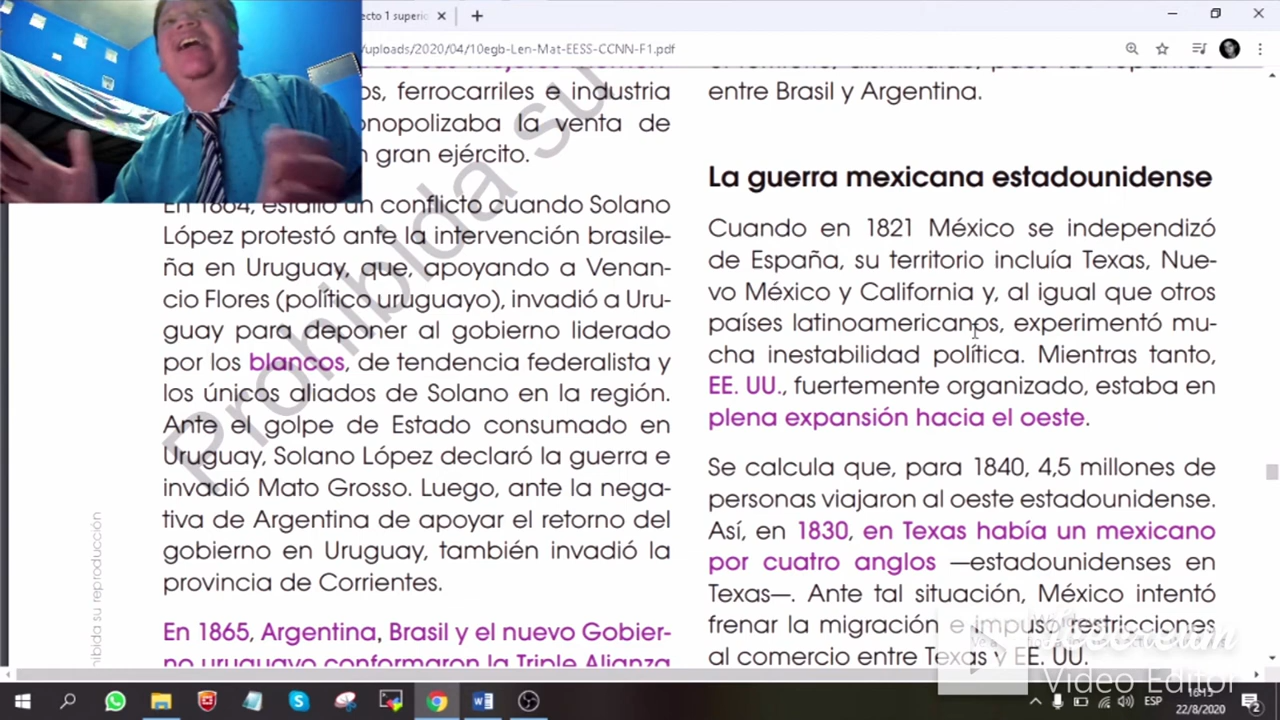 ecto 1 superio
/uploads/2020/04/10egb-Len-Mat-EESS-CCNN-F1.pdf
os, ferrocarriles e industria
onopolizaba la venta de
n gran ejército.
En 1864, estalló un conflicto cuando Solano
López protestó ante la intervención brasile-
ña en Uruguay, que, apoyando a Venan-
cio Flores (político uruguayo), invadió a Uru-
guay para deponer al gobierno liderado
por los blancos, de tendencia federalista y
los únicos aliados de Solano en la región.
Ante el golpe de Estado consumado en
Uruguay, Solano López declaró la guerra e
invadió Mato Grosso. Luego, ante la nega-
tiva de Argentina de apoyar el retorno del
gobierno en Uruguay, también invadió la
provincia de Corrientes.
En 1865, Argentina, Brasil y el nuevo Gobier-
no uruguayo conformaron la Triple Alianza
Prohibida su
hibida su reproducción
entre Brasil y Argentina.
La guerra mexicana estadounidense
Cuando en 1821 México se independizó
de España, su territorio incluía Texas, Nue-
vo México y California y, al igual que otros
países latinoamericanos, experimentó mu-
cha inestabilidad política. Mientras tanto,
EE. UU., fuertemente organizado, estaba en
plena expansión hacia el oeste.
Se calcula que, para 1840, 4,5 millones de
personas viajaron al oeste estadounidense.
Así, en 1830, en Texas había un mexicano
por cuatro anglos —estadounidenses en
Texas—. Ante tal situación, México intentó
frenar la migración e impuso restricciones
al comercio entre Texas y EE. UU.
Video Editor
ESP
16:15
22/8/2020